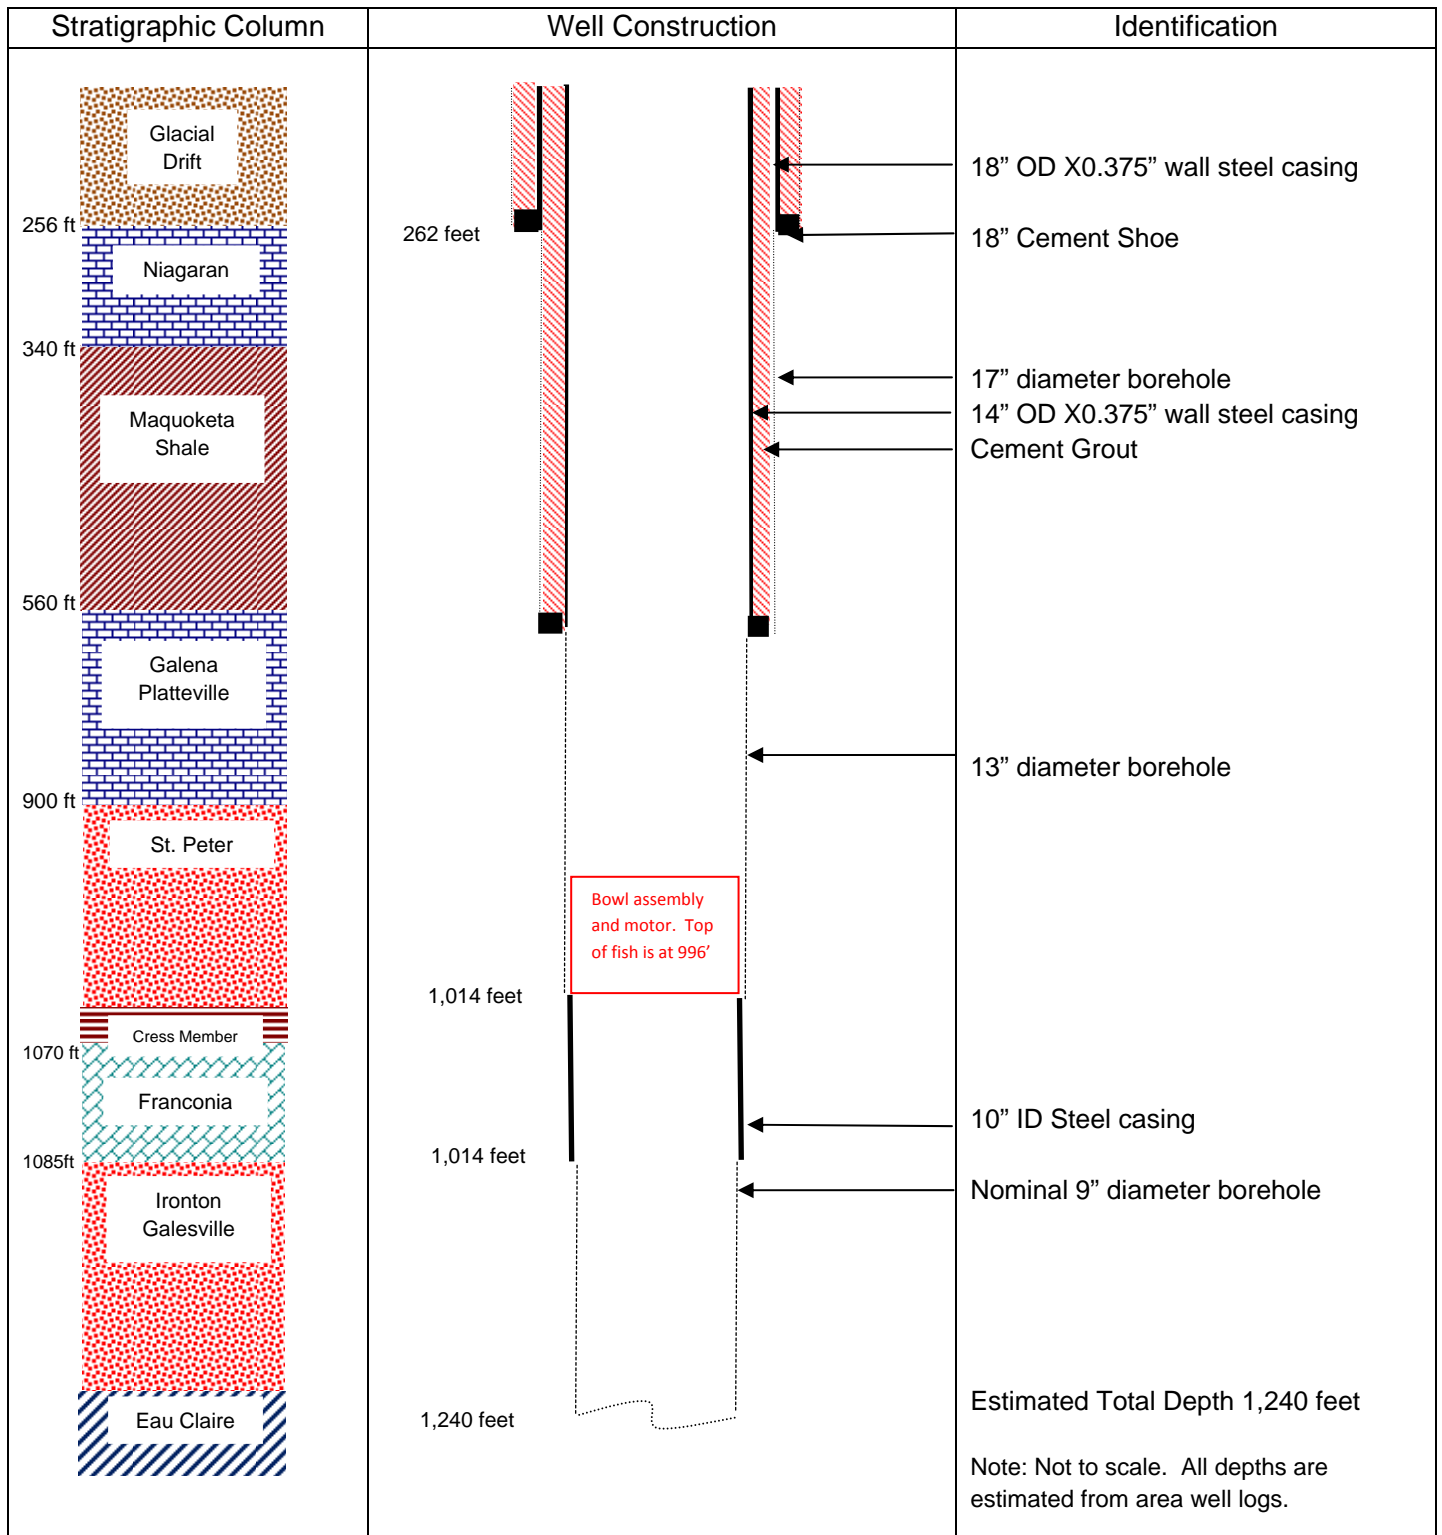 Stratigraphic Column
Well Construction
Identification
Glacial
Drift
256 ft
Niagaran
340 ft
Maquoketa
Shale
560 ft
Galena
Platteville
900 ft
St. Peter
Cress Member
1070 ft
Franconia
1085ft
Ironton
Galesville
Eau Claire
262 feet
Bowl assembly
and motor.  Top
of fish is at 996’
1,014 feet
1,014 feet
1,240 feet
18” OD X0.375” wall steel casing
18” Cement Shoe
17” diameter borehole
14” OD X0.375” wall steel casing
Cement Grout
13” diameter borehole
10” ID Steel casing
Nominal 9” diameter borehole
Estimated Total Depth 1,240 feet
Note: Not to scale.  All depths are
estimated from area well logs.